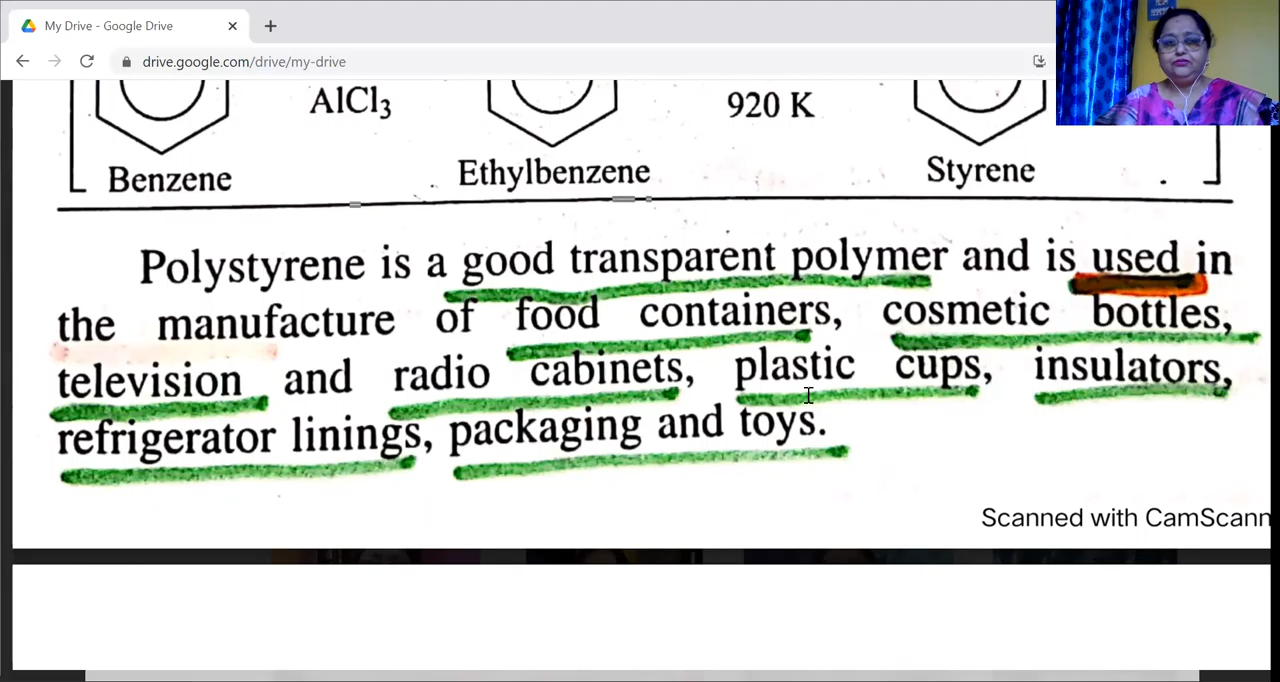 My Drive - Google Drive
drive.google.com/drive/my-drive
AlCl3
920 K
Benzene
Ethylbenzene
Styrene
Polystyrene is a good transparent polymer and is used in
the manufacture of food containers, cosmetic bottles,
television and radio cabinets, plastic cups, insulators,
refrigerator linings, packaging and toys.
Scanned with CamScann